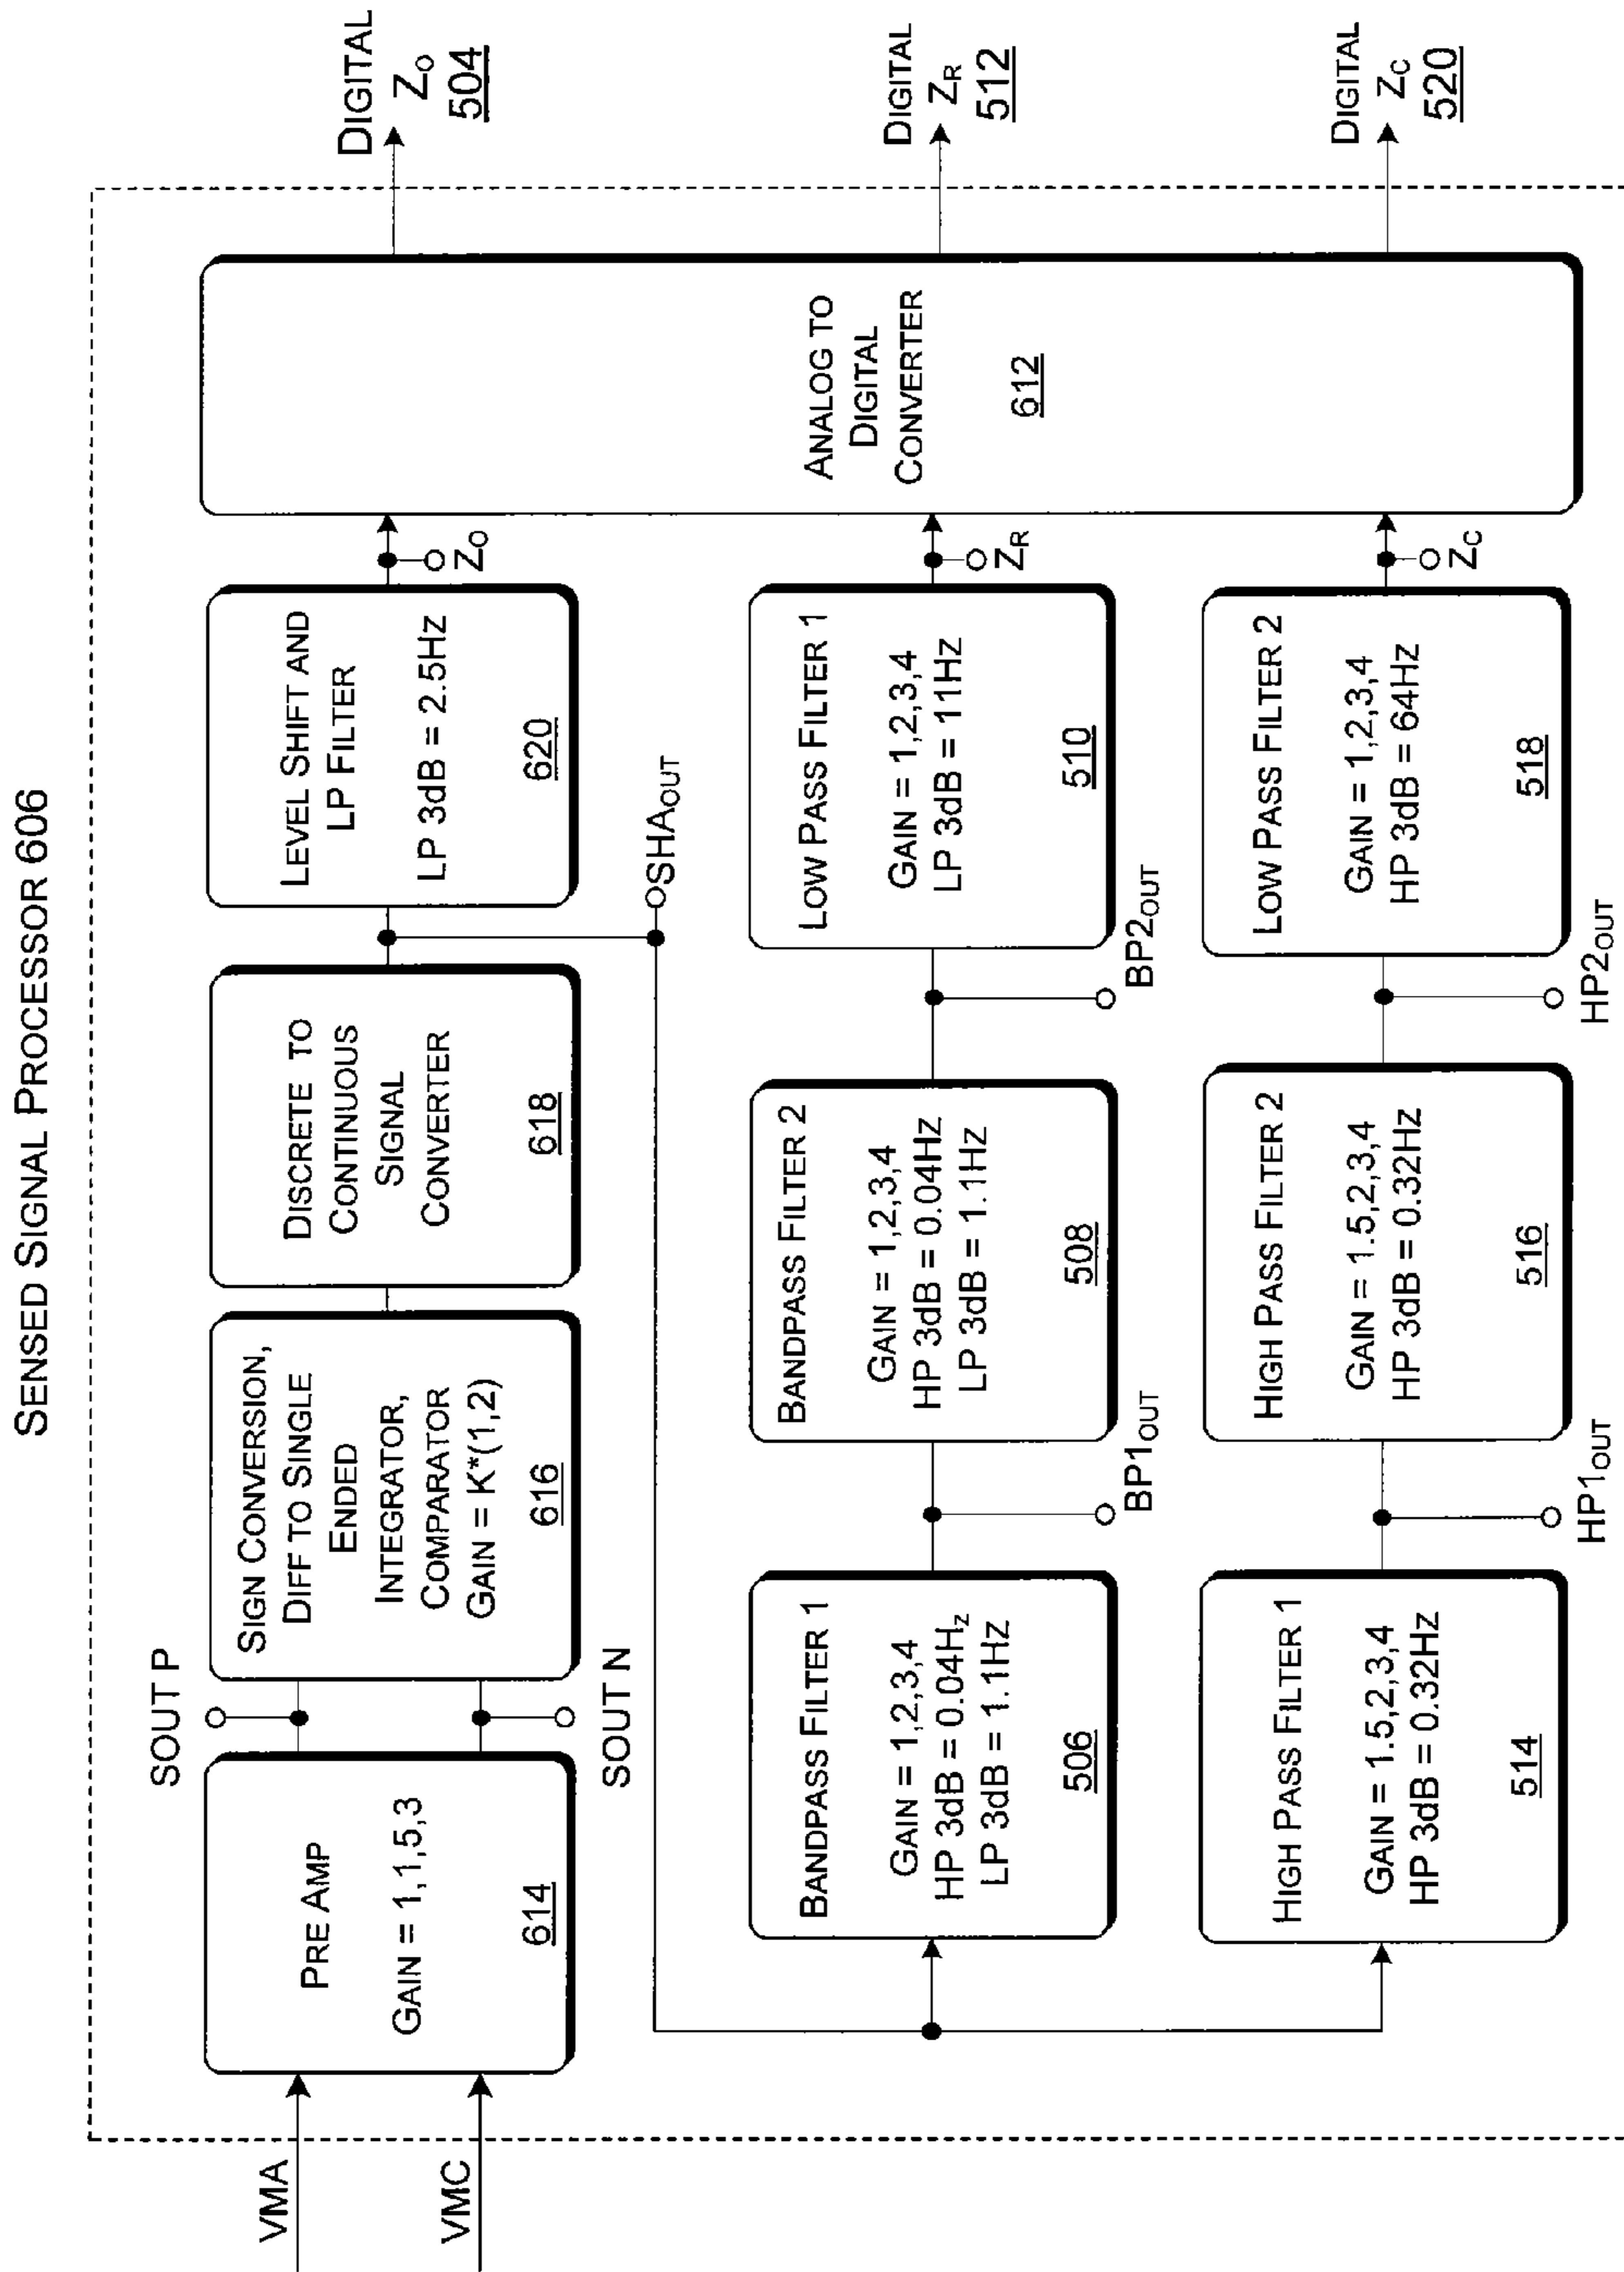 SENSED SIGNAL PROCESSOR 606
VMA
VMC
PRE AMP
GAIN = 1,1,5,3
614
SOUT P
SOUT N
SIGN CONVERSION,
DIFF TO SINGLE
ENDED
INTEGRATOR,
COMPARATOR
GAIN = K*(1,2)
616
DISCRETE TO
CONTINUOUS
SIGNAL
CONVERTER
618
LEVEL SHIFT AND
LP FILTER
LP 3dB = 2.5HZ
620
ZO
SHAOUT
BANDPASS FILTER 1
GAIN = 1,2,3,4
HP 3dB = 0.04Hz
LP 3dB = 1.1HZ
506
BP1OUT
BANDPASS FILTER 2
GAIN = 1,2,3,4
HP 3dB = 0.04HZ
LP 3dB = 1.1HZ
508
BP2OUT
LOW PASS FILTER 1
GAIN = 1,2,3,4
LP 3dB = 11HZ
510
ZR
HIGH PASS FILTER 1
GAIN = 1.5,2,3,4
HP 3dB = 0.32HZ
514
HP1OUT
HIGH PASS FILTER 2
GAIN = 1.5,2,3,4
HP 3dB = 0.32HZ
516
HP2OUT
LOW PASS FILTER 2
GAIN = 1,2,3,4
HP 3dB = 64HZ
518
ZC
ANALOG TO
DIGITAL
CONVERTER
612
DIGITAL
ZO
504
DIGITAL
ZR
512
DIGITAL
ZC
520